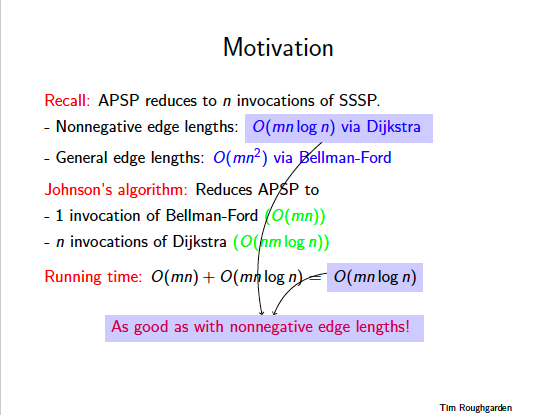 Motivation
Recall: APSP reduces to n invocations of SSSP.
- Nonnegative edge lengths: O(mn log n) via Dijkstra
- General edge lengths: O(mn²) via Bellman-Ford
Johnson's algorithm: Reduces APSP to
- 1 invocation of Bellman-Ford (O(mn))
- n invocations of Dijkstra (O(nm log n))
Running time: O(mn) + O(mn log n) = O(mn log n)
As good as with nonnegative edge lengths!
Tim Roughgarden